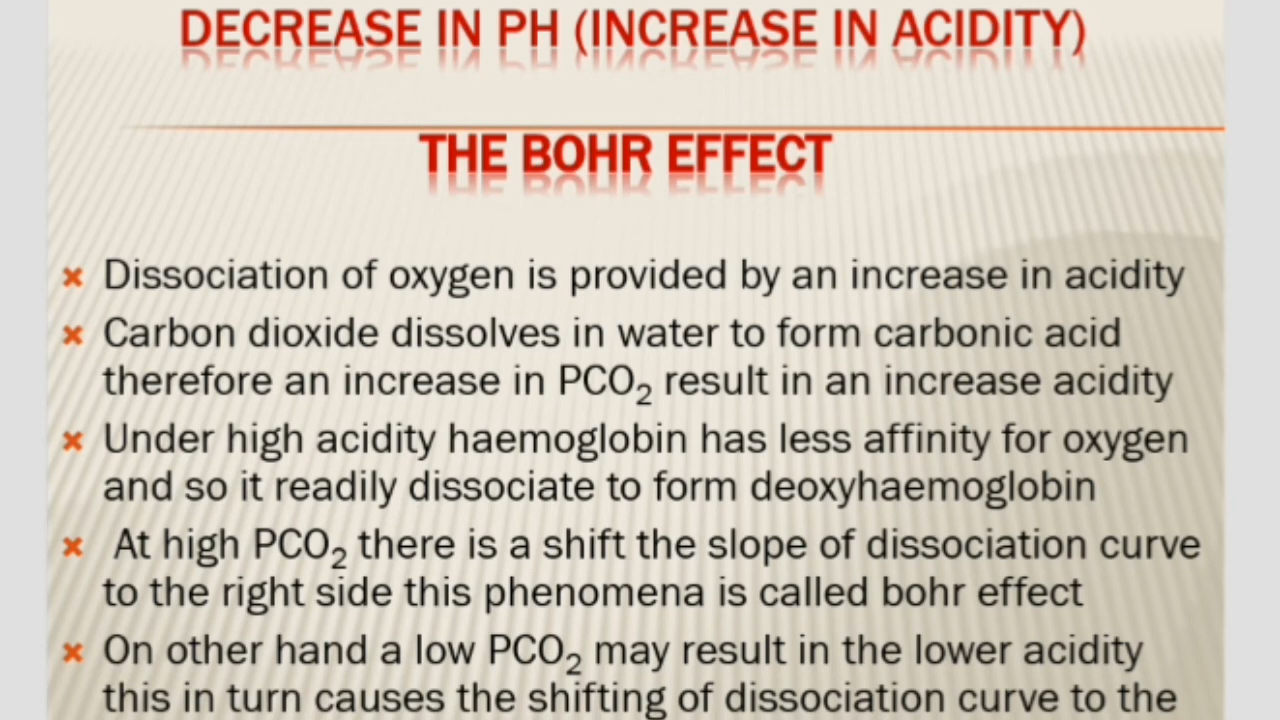 DECREASE IN PH (INCREASE IN ACIDITY)
THE BOHR EFFECT
Dissociation of oxygen is provided by an increase in acidity
Carbon dioxide dissolves in water to form carbonic acid
therefore an increase in PCO₂ result in an increase acidity
Under high acidity haemoglobin has less affinity for oxygen
and so it readily dissociate to form deoxyhaemoglobin
At high PCO₂ there is a shift the slope of dissociation curve
to the right side this phenomena is called bohr effect
On other hand a low PCO₂ may result in the lower acidity
this in turn causes the shifting of dissociation curve to the